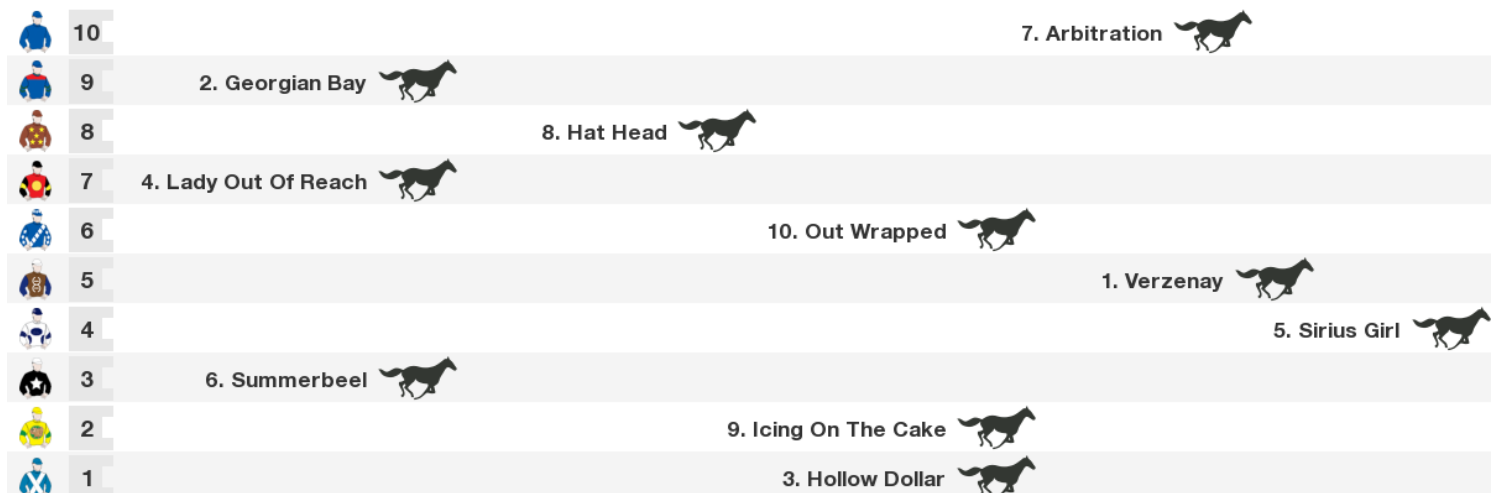 10 7. Arbitration
9 2. Georgian Bay
8 8. Hat Head
7 4. Lady Out Of Reach
6 10. Out Wrapped
5 1. Verzenay
4 5. Sirius Girl
3 6. Summerbeel
2 9. Icing On The Cake
1 3. Hollow Dollar